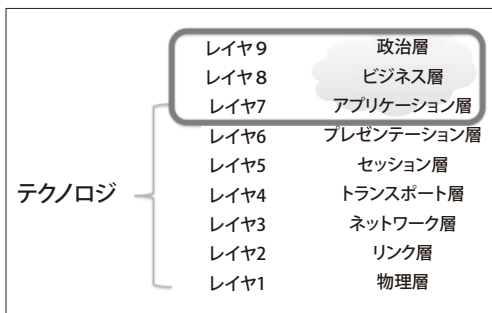 レイヤ9 政治層
レイヤ8 ビジネス層
レイヤ7 アプリケーション層
レイヤ6 プレゼンテーション層
レイヤ5 セッション層
テクノロジ レイヤ4 トランスポート層
レイヤ3 ネットワーク層
レイヤ2 リンク層
レイヤ1 物理層